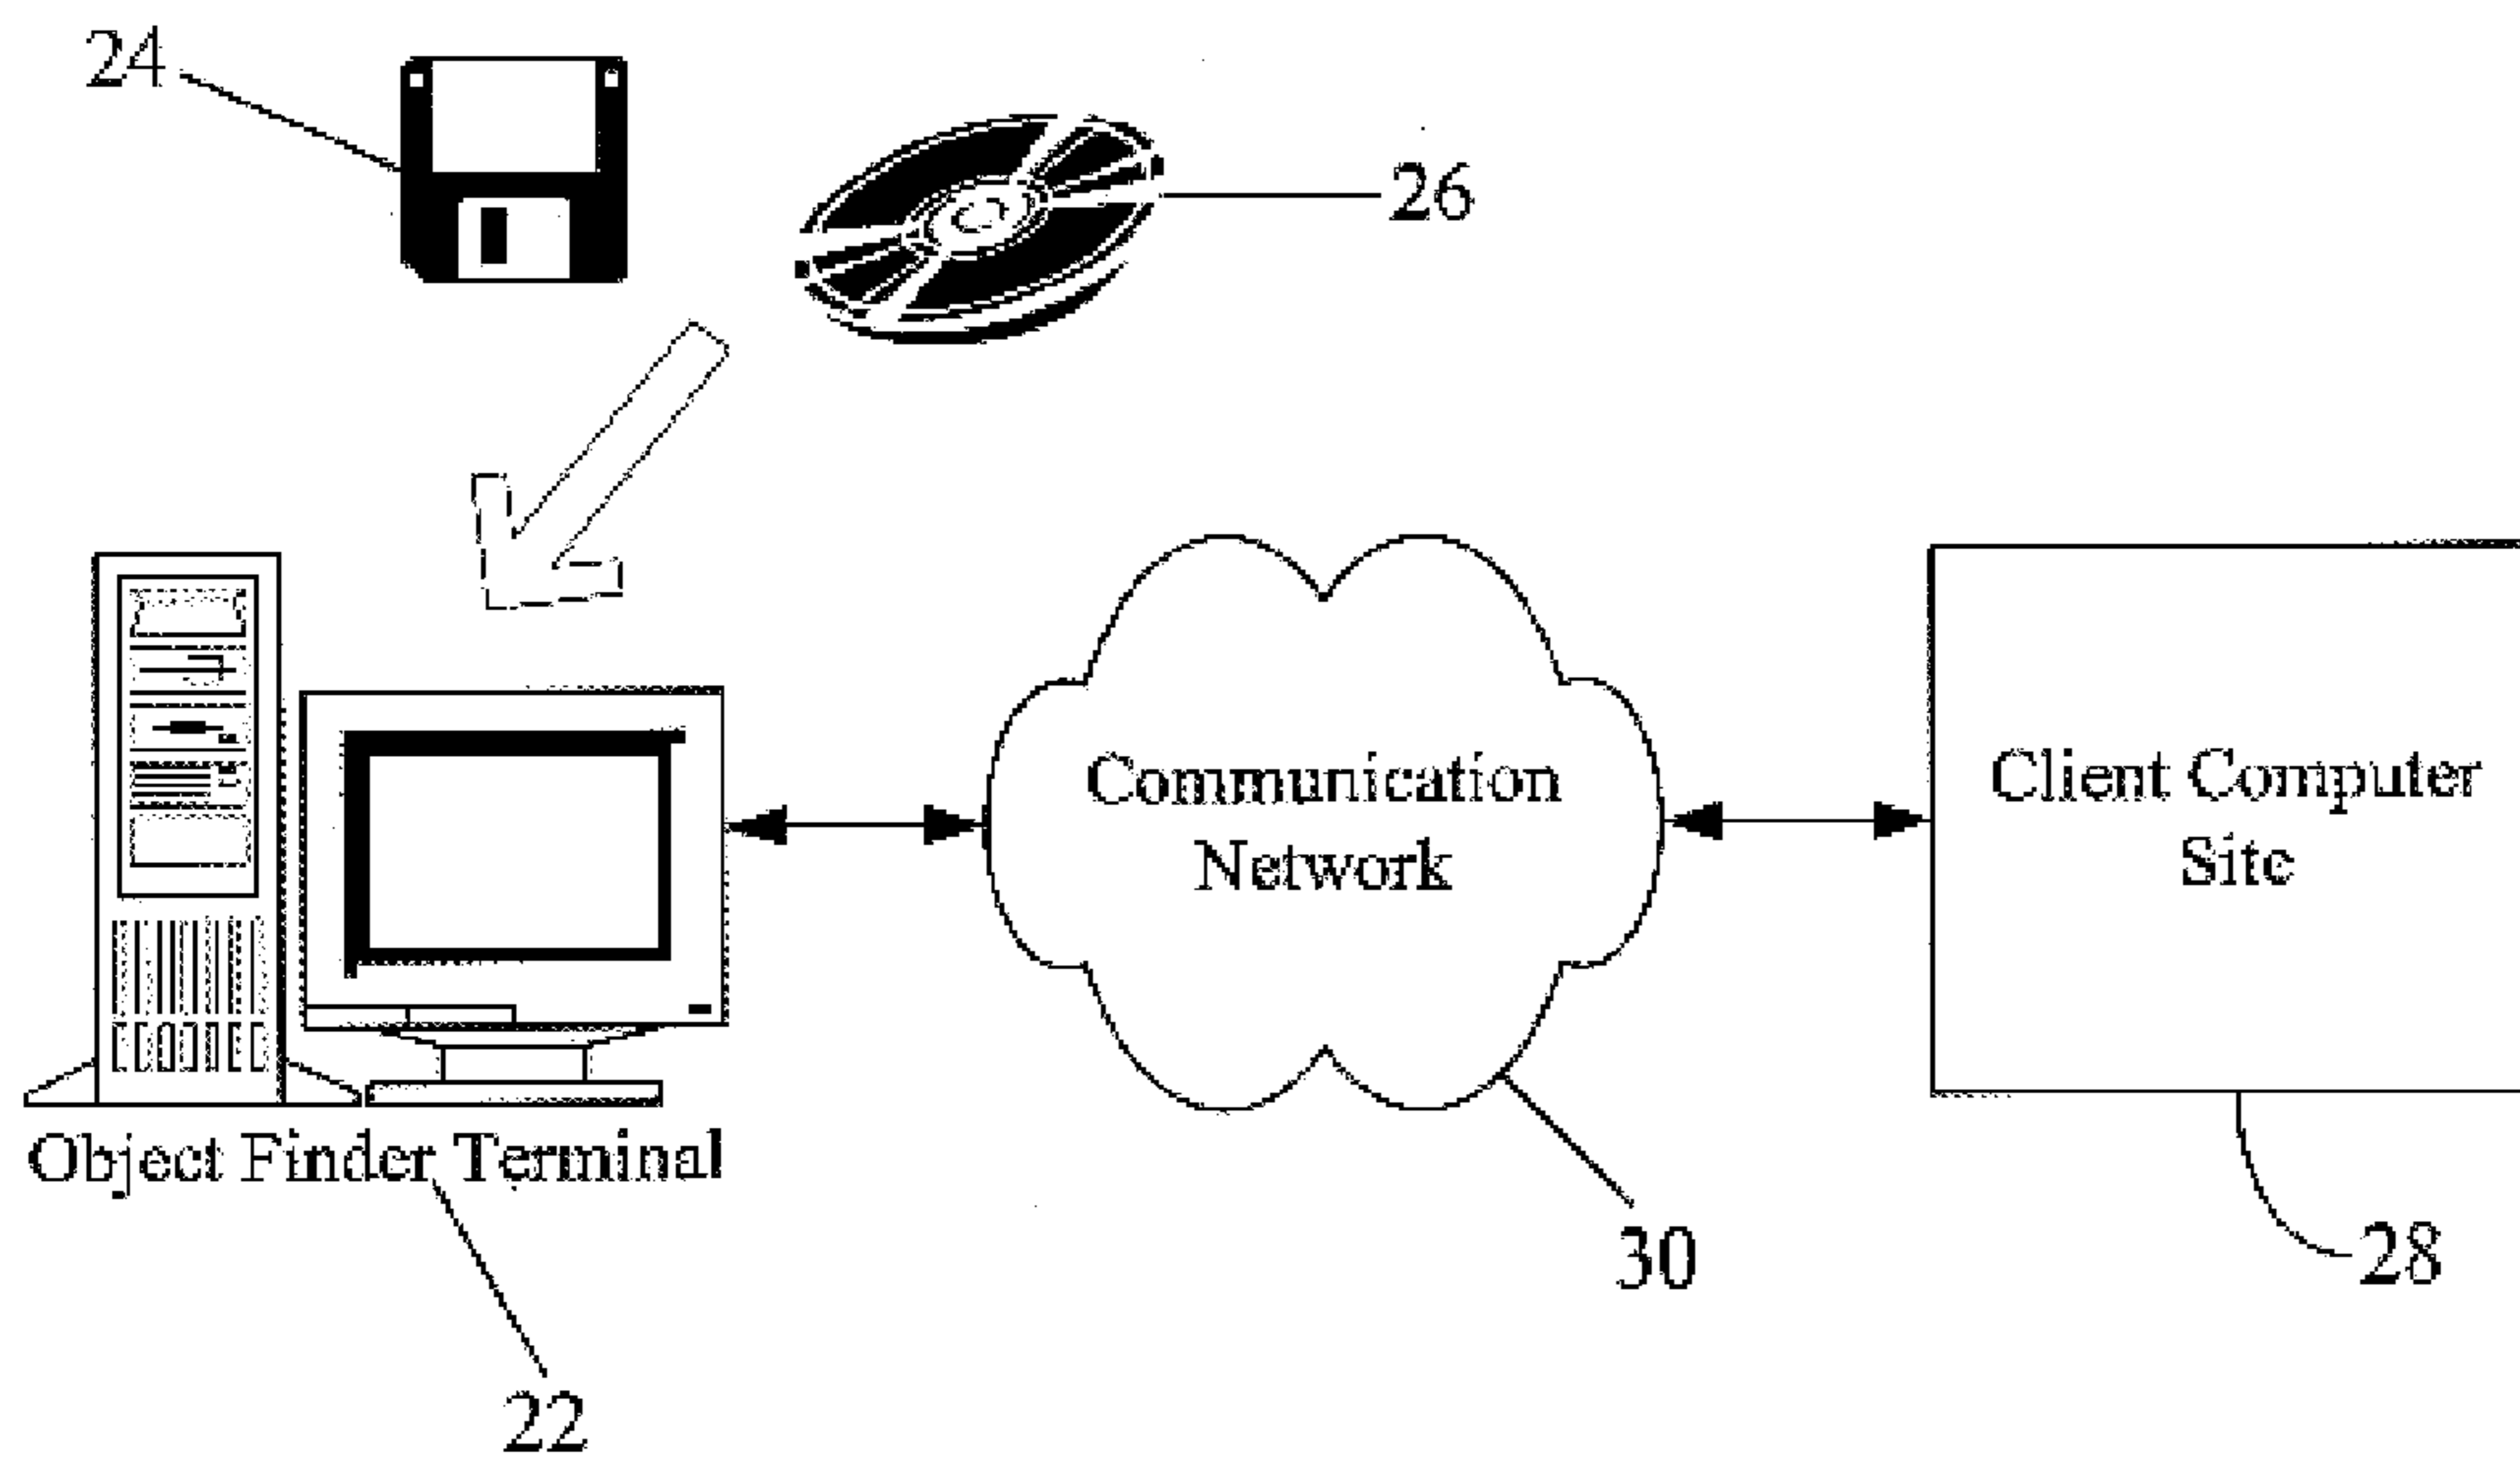 24
26
Communication
Network
Client Computer
Site
Object Finder Terminal
30
28
22